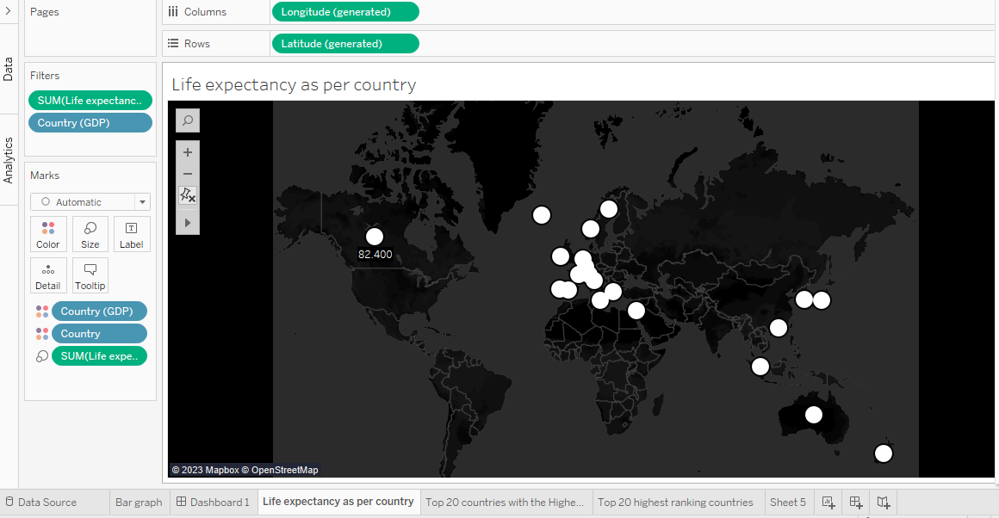 Pages
Columns
Longitude (generated)
Rows
Latitude (generated)
Data
Analytics
Filters
SUM(Life expectanc..
Country (GDP)
Marks
Automatic
Color
Size
Label
Detail
Tooltip
Country (GDP)
Country
SUM(Life expe..
Life expectancy as per country
82.400
© 2023 Mapbox © OpenStreetMap
Data Source
Bar graph
Dashboard 1
Life expectancy as per country
Top 20 countries with the Highe...
Top 20 highest ranking countries
Sheet 5